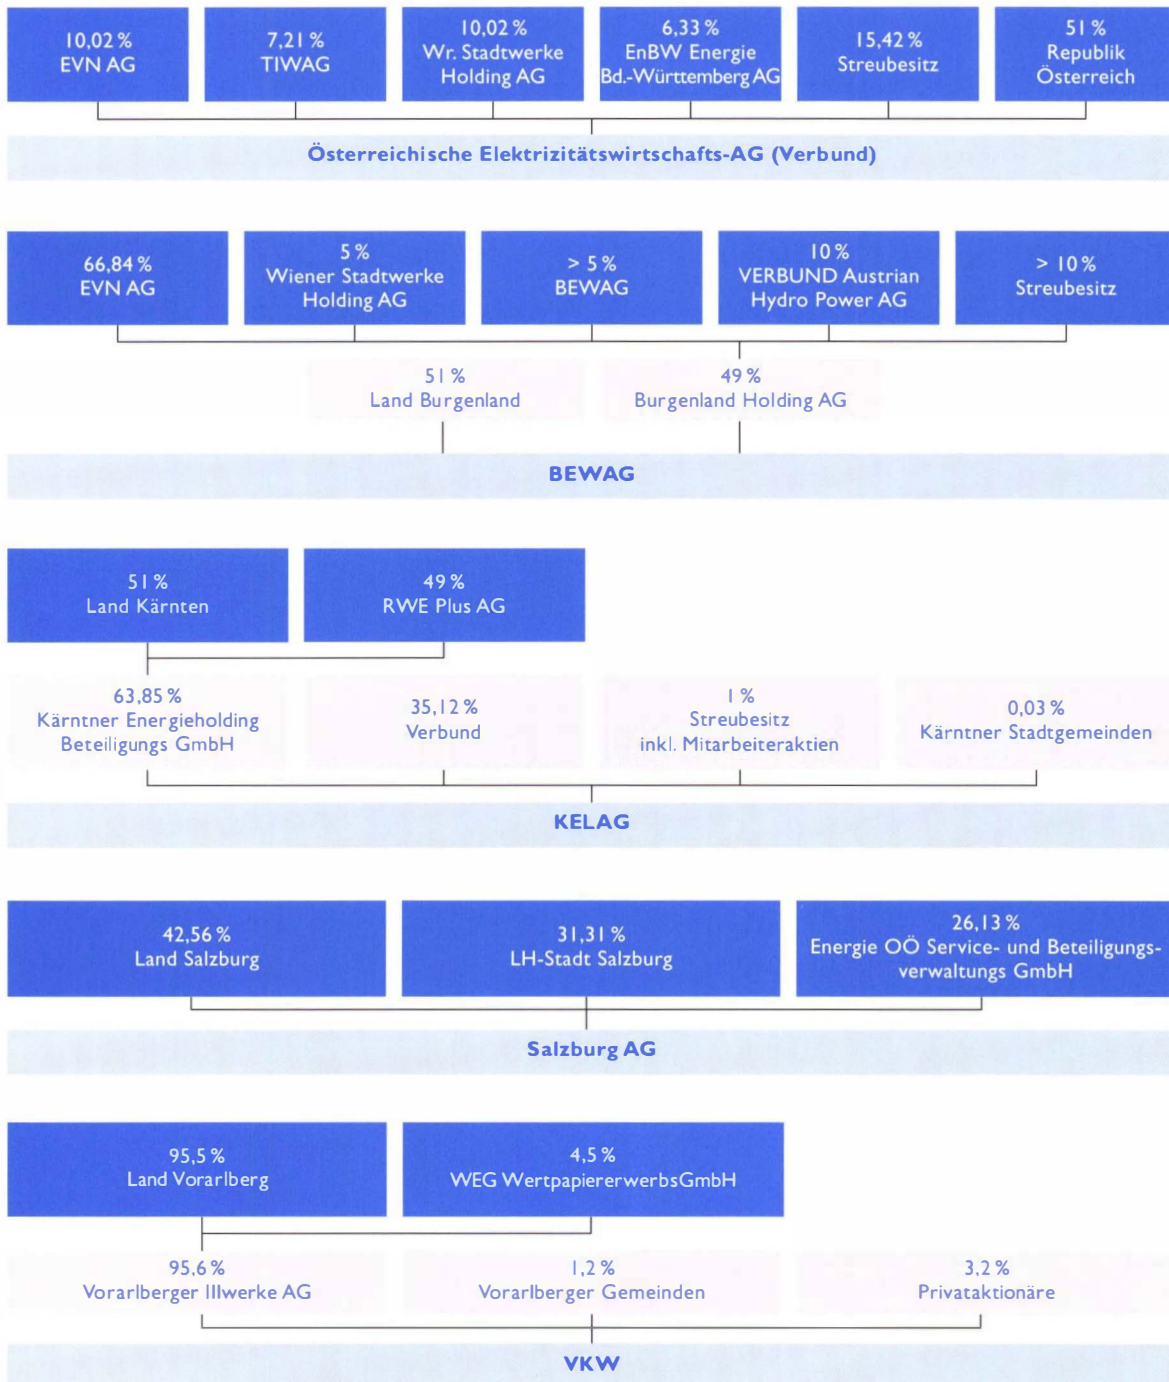 10,02 %
EVN AG
7,21 %
TIWAG
10,02 %
Wr. Stadtwerke
Holding AG
6,33 %
EnBW Energie
Bd.-Württemberg AG
15,42 %
Streubesitz
51 %
Republik
Österreich
Österreichische Elektrizitätswirtschafts-AG (Verbund)
66,84 %
EVN AG
5 %
Wiener Stadtwerke
Holding AG
> 5 %
BEWAG
10 %
VERBUND Austrian
Hydro Power AG
> 10 %
Streubesitz
51 %
Land Burgenland
49 %
Burgenland Holding AG
BEWAG
51 %
Land Kärnten
49 %
RWE Plus AG
63,85 %
Kärntner Energieholding
Beteiligungs GmbH
35,12 %
Verbund
1 %
Streubesitz
inkl. Mitarbeiteraktien
0,03 %
Kärntner Stadtgemeinden
KELAG
42,56 %
Land Salzburg
31,31 %
LH-Stadt Salzburg
26,13 %
Energie OÖ Service- und Beteiligungs-
verwaltungs GmbH
Salzburg AG
95,5 %
Land Vorarlberg
4,5 %
WEG WertpapiererwerbsGmbH
95,6 %
Vorarlberger Illwerke AG
1,2 %
Vorarlberger Gemeinden
3,2 %
Privataktionäre
VKW